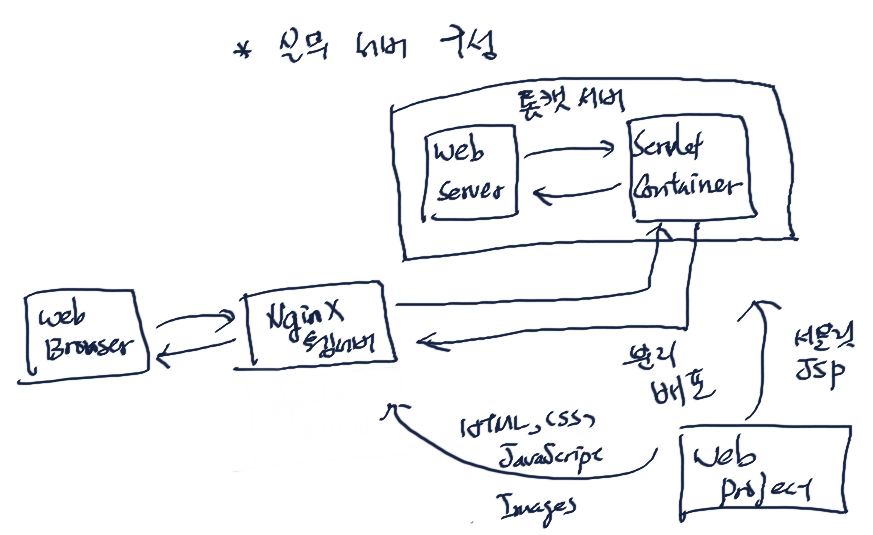 * 실무 서버 구성
톰캣 서버
Web
Server
Servlet
Container
Web
Browser
NginX
웹서버
분리
배포
서블릿
JSP
HTML, CSS,
JavaScript
Images
Web
project